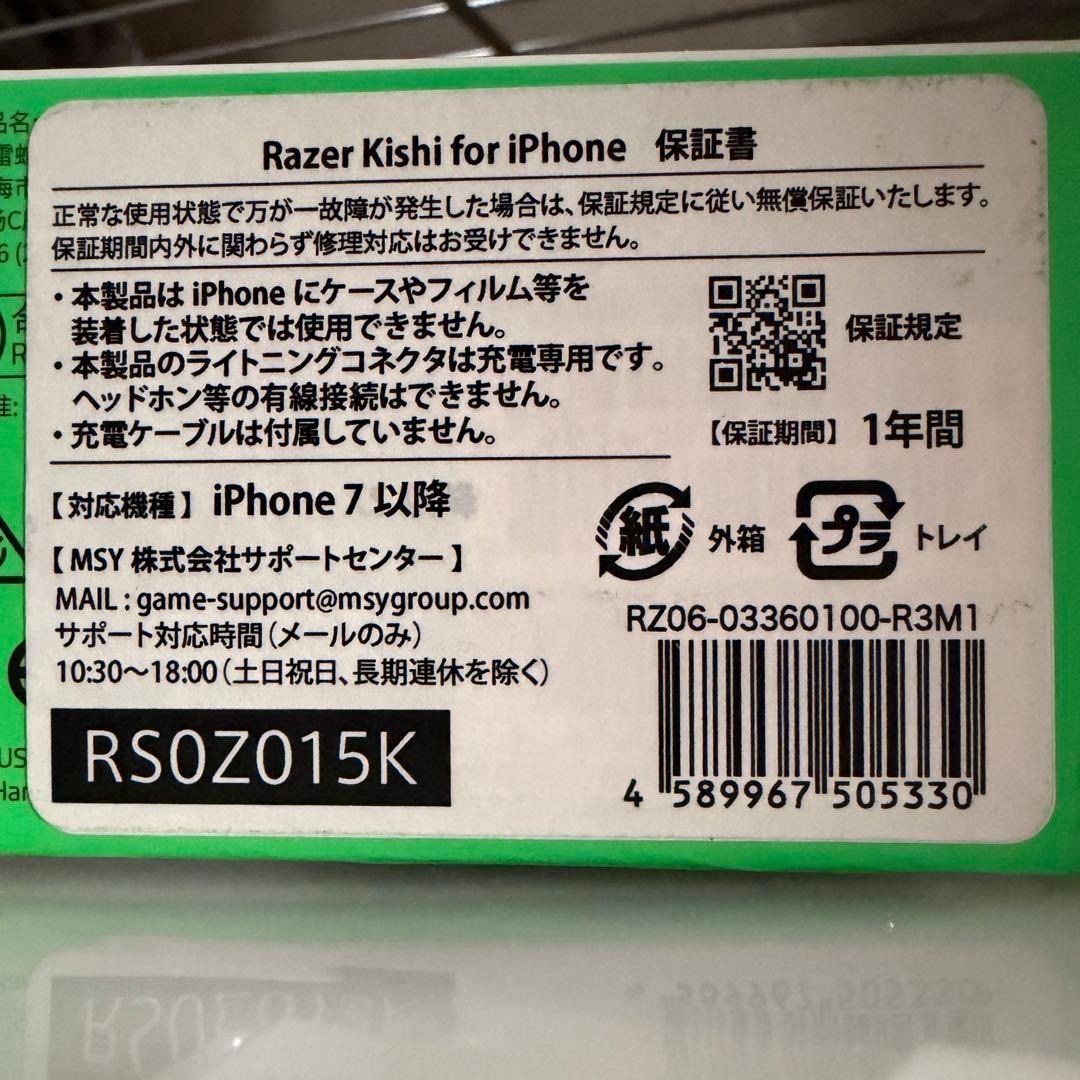 Razer Kishi for iPhone 保証書
正常な使用状態で万が一故障が発生した場合は、保証規定に従い無償保証いたします。
保証期間内外に関わらず修理対応はお受けできません。
・本製品は iPhone にケースやフィルム等を
装着した状態では使用できません。
・本製品のライトニングコネクタは充電専用です。
ヘッドホン等の有線接続はできません。
・充電ケーブルは付属していません。
保証規定
【保証期間】 1年間
【対応機種】 iPhone 7 以降
紙 外箱 プラ トレイ
【 MSY 株式会社サポートセンター 】
MAIL : game-support@msygroup.com
サポート対応時間（メールのみ）
10:30〜18:00（土日祝日、長期連休を除く）
RZ06-03360100-R3M1
RS0Z015K
4 589967 505330